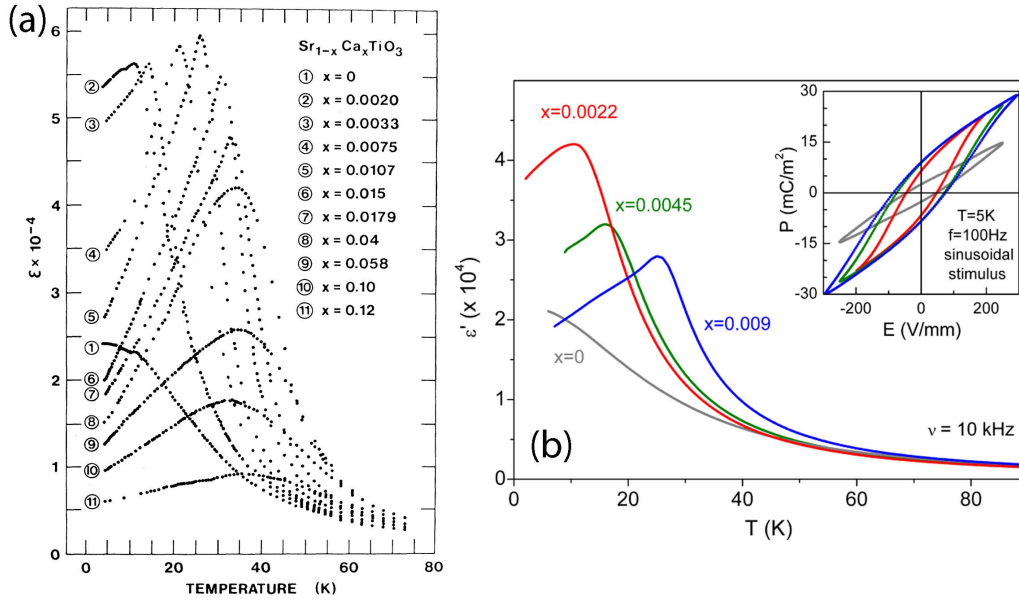 (a)
6
5
4
3
2
1
0
ε × 10⁻⁴
0 20 40 60 80
TEMPERATURE (K)
Sr₁₋ₓ CaₓTiO₃
① x = 0
② x = 0.0020
③ x = 0.0033
④ x = 0.0075
⑤ x = 0.0107
⑥ x = 0.015
⑦ x = 0.0179
⑧ x = 0.04
⑨ x = 0.058
⑩ x = 0.10
⑪ x = 0.12
②
③
④
⑤
①
⑥
⑦
⑧
⑨
⑩
⑪
(b)
4
3
2
1
0
ε' (x 10⁴)
0 20 40 60 80
T (K)
x=0.0022
x=0.0045
x=0.009
x=0
ν = 10 kHz
30
15
0
-15
-30
P (mC/m²)
-200 0 200
E (V/mm)
T=5K
f=100Hz
sinusoidal
stimulus